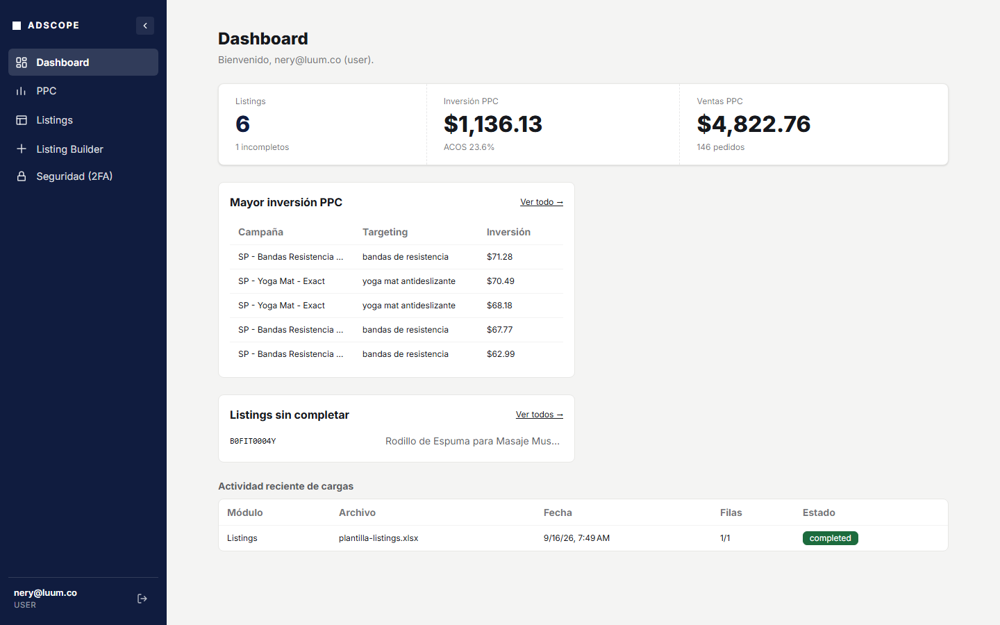 ADSCOPE
Dashboard
PPC
Listings
Listing Builder
Seguridad (2FA)
nery@luum.co
USER
Dashboard
Bienvenido, nery@luum.co (user).
Listings
6
1 incompletos
Inversión PPC
$1,136.13
ACOS 23.6%
Ventas PPC
$4,822.76
146 pedidos
Mayor inversión PPC
Ver todo →
Campaña Targeting Inversión
SP - Bandas Resistencia ... bandas de resistencia $71.28
SP - Yoga Mat - Exact yoga mat antideslizante $70.49
SP - Yoga Mat - Exact yoga mat antideslizante $68.18
SP - Bandas Resistencia ... bandas de resistencia $67.77
SP - Bandas Resistencia ... bandas de resistencia $62.99
Listings sin completar
Ver todos →
B0FIT0004Y Rodillo de Espuma para Masaje Mus...
Actividad reciente de cargas
Módulo Archivo Fecha Filas Estado
Listings plantilla-listings.xlsx 9/16/26, 7:49 AM 1/1 completed